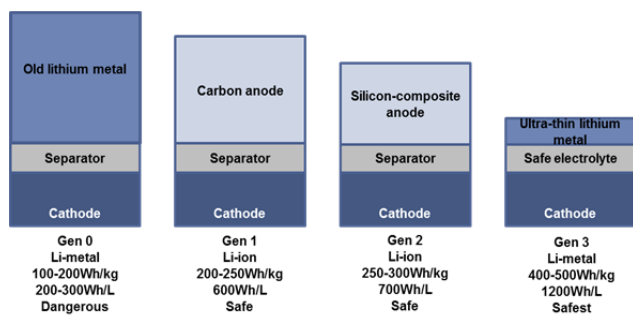 Old lithium metal
Separator
Cathode
Gen 0
Li-metal
100-200Wh/kg
200-300Wh/L
Dangerous
Carbon anode
Separator
Cathode
Gen 1
Li-ion
200-250Wh/kg
600Wh/L
Safe
Silicon-composite
anode
Separator
Cathode
Gen 2
Li-ion
250-300Wh/kg
700Wh/L
Safe
Ultra-thin lithium
metal
Safe electrolyte
Cathode
Gen 3
Li-metal
400-500Wh/kg
1200Wh/L
Safest